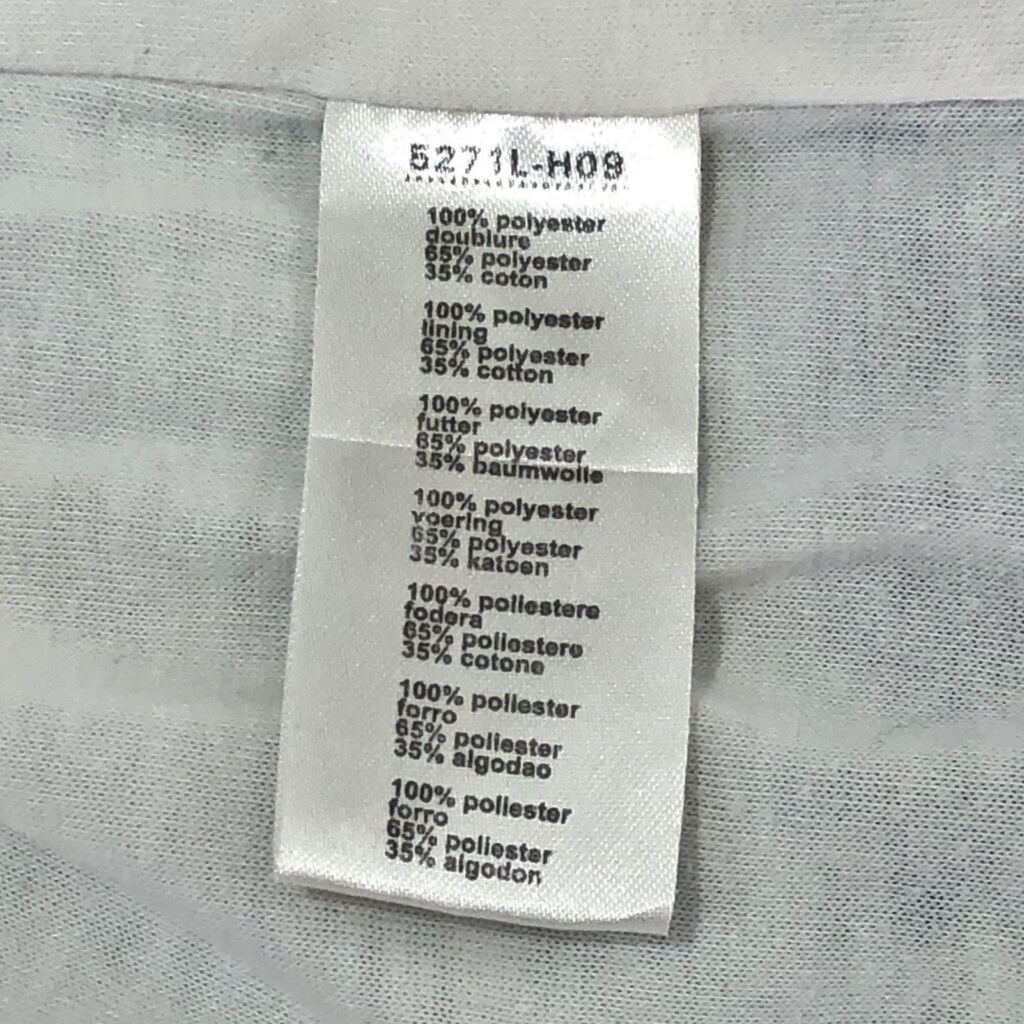 5271L-H09
100% polyester
doublure
65% polyester
35% coton
100% polyester
lining
65% polyester
35% cotton
100% polyester
futter
65% polyester
35% baumwolle
100% polyester
voering
65% polyester
35% katoen
100% poliestere
fodera
65% poliestere
35% cotone
100% poliester
forro
65% poliester
35% algodao
100% poliester
forro
65% poliester
35% algodon